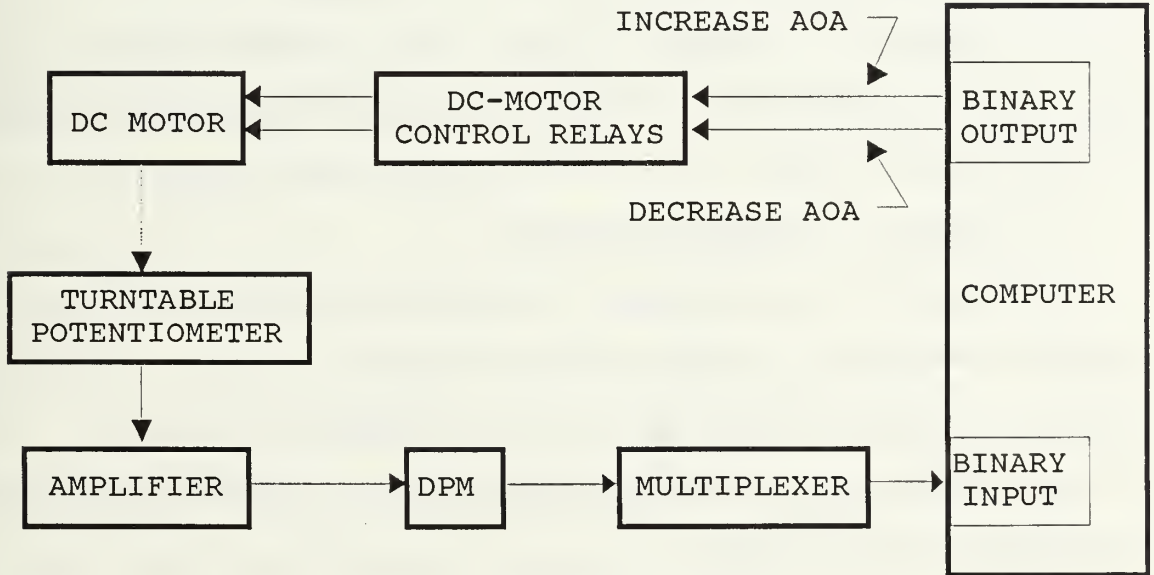 INCREASE AOA
DC MOTOR
DC-MOTOR
CONTROL RELAYS
BINARY
OUTPUT
DECREASE AOA
TURNTABLE
POTENTIOMETER
COMPUTER
AMPLIFIER
DPM
MULTIPLEXER
BINARY
INPUT